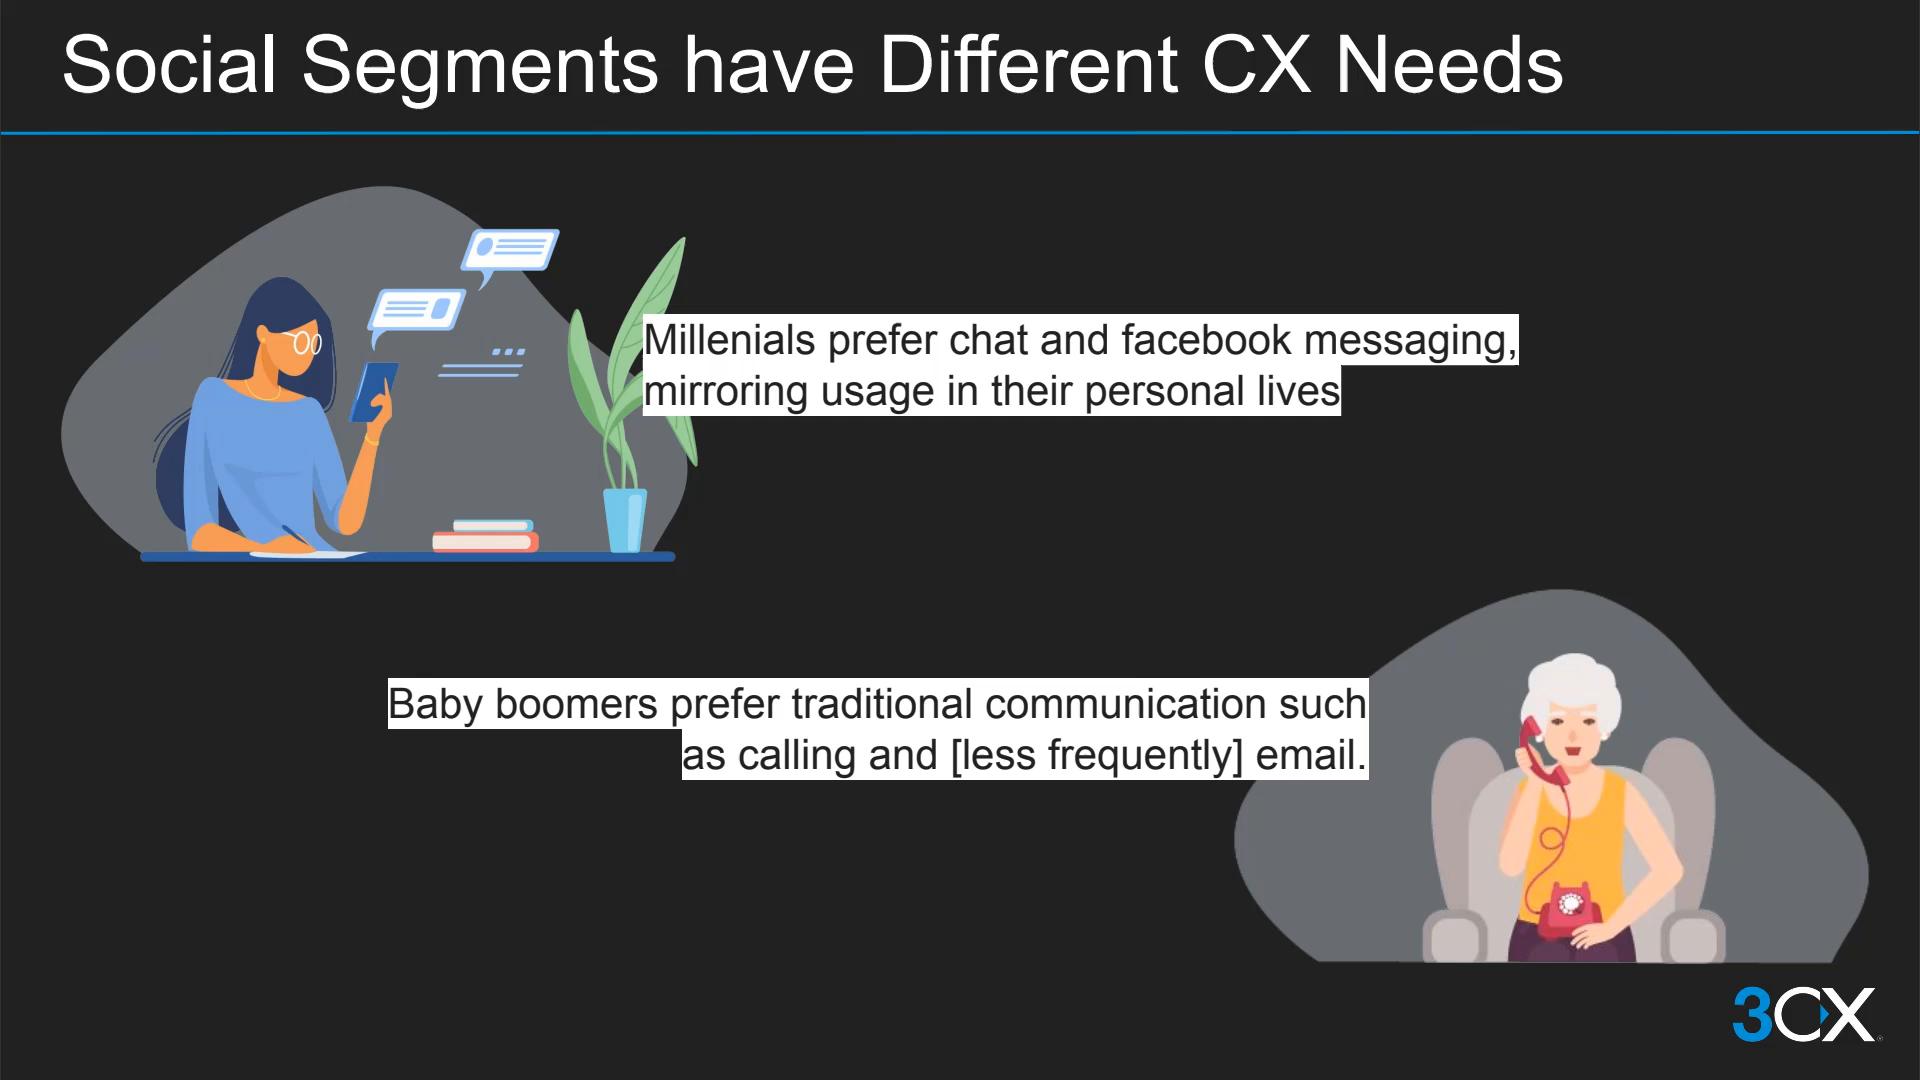 Social Segments have Different CX Needs
Millenials prefer chat and facebook messaging,
mirroring usage in their personal lives
Baby boomers prefer traditional communication such
as calling and [less frequently] email.
3CX